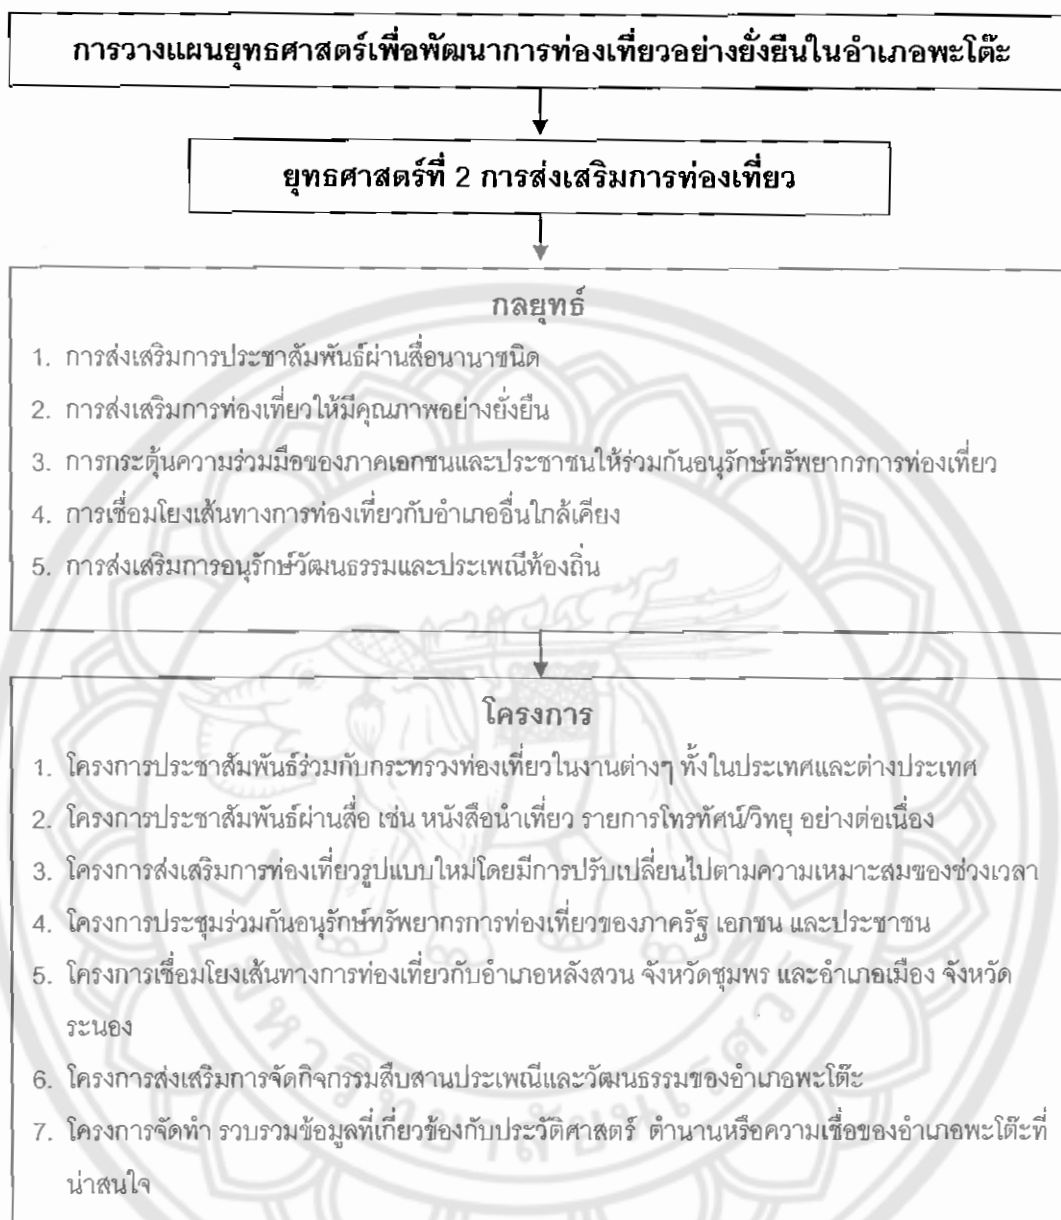 การวางแผนยุทธศาสตร์เพื่อพัฒนาการท่องเที่ยวอย่างยั่งยืนในอำเภอพะโต๊ะ
ยุทธศาสตร์ที่ 2 การส่งเสริมการท่องเที่ยว
กลยุทธ์
1. การส่งเสริมการประชาสัมพันธ์ผ่านสื่อนานาชนิด
2. การส่งเสริมการท่องเที่ยวให้มีคุณภาพอย่างยั่งยืน
3. การกระตุ้นความร่วมมือของภาคเอกชนและประชาชนให้ร่วมกันอนุรักษ์ทรัพยากรการท่องเที่ยว
4. การเชื่อมโยงเส้นทางการท่องเที่ยวกับอำเภออื่นใกล้เคียง
5. การส่งเสริมการอนุรักษ์วัฒนธรรมและประเพณีท้องถิ่น
โครงการ
1. โครงการประชาสัมพันธ์ร่วมกับกระทรวงท่องเที่ยวในงานต่างๆ ทั้งในประเทศและต่างประเทศ
2. โครงการประชาสัมพันธ์ผ่านสื่อ เช่น หนังสือนำเที่ยว รายการโทรทัศน์/วิทยุ อย่างต่อเนื่อง
3. โครงการส่งเสริมการท่องเที่ยวรูปแบบใหม่โดยมีการปรับเปลี่ยนไปตามความเหมาะสมของช่วงเวลา
4. โครงการประชุมร่วมกันอนุรักษ์ทรัพยากรการท่องเที่ยวของภาครัฐ เอกชน และประชาชน
5. โครงการเชื่อมโยงเส้นทางการท่องเที่ยวกับอำเภอหลังสวน จังหวัดชุมพร และอำเภอเมือง จังหวัด
ระนอง
6. โครงการส่งเสริมการจัดกิจกรรมสืบสานประเพณีและวัฒนธรรมของอำเภอพะโต๊ะ
7. โครงการจัดทำ รวบรวมข้อมูลที่เกี่ยวข้องกับประวัติศาสตร์ ตำนานหรือความเชื่อของอำเภอพะโต๊ะที่
น่าสนใจ
มหาวิทยาลัยนเรศวร